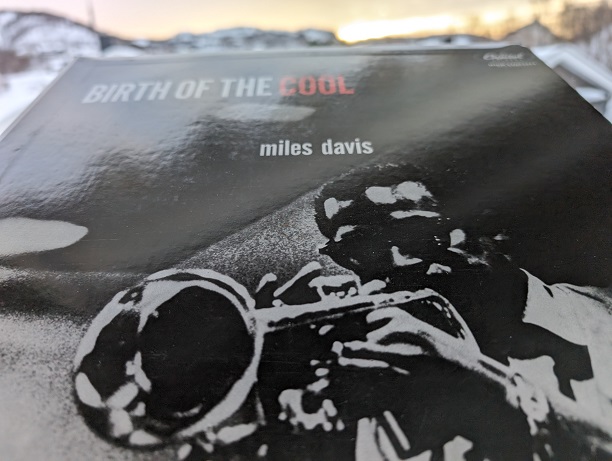 BIRTH OF THE COOL
miles davis